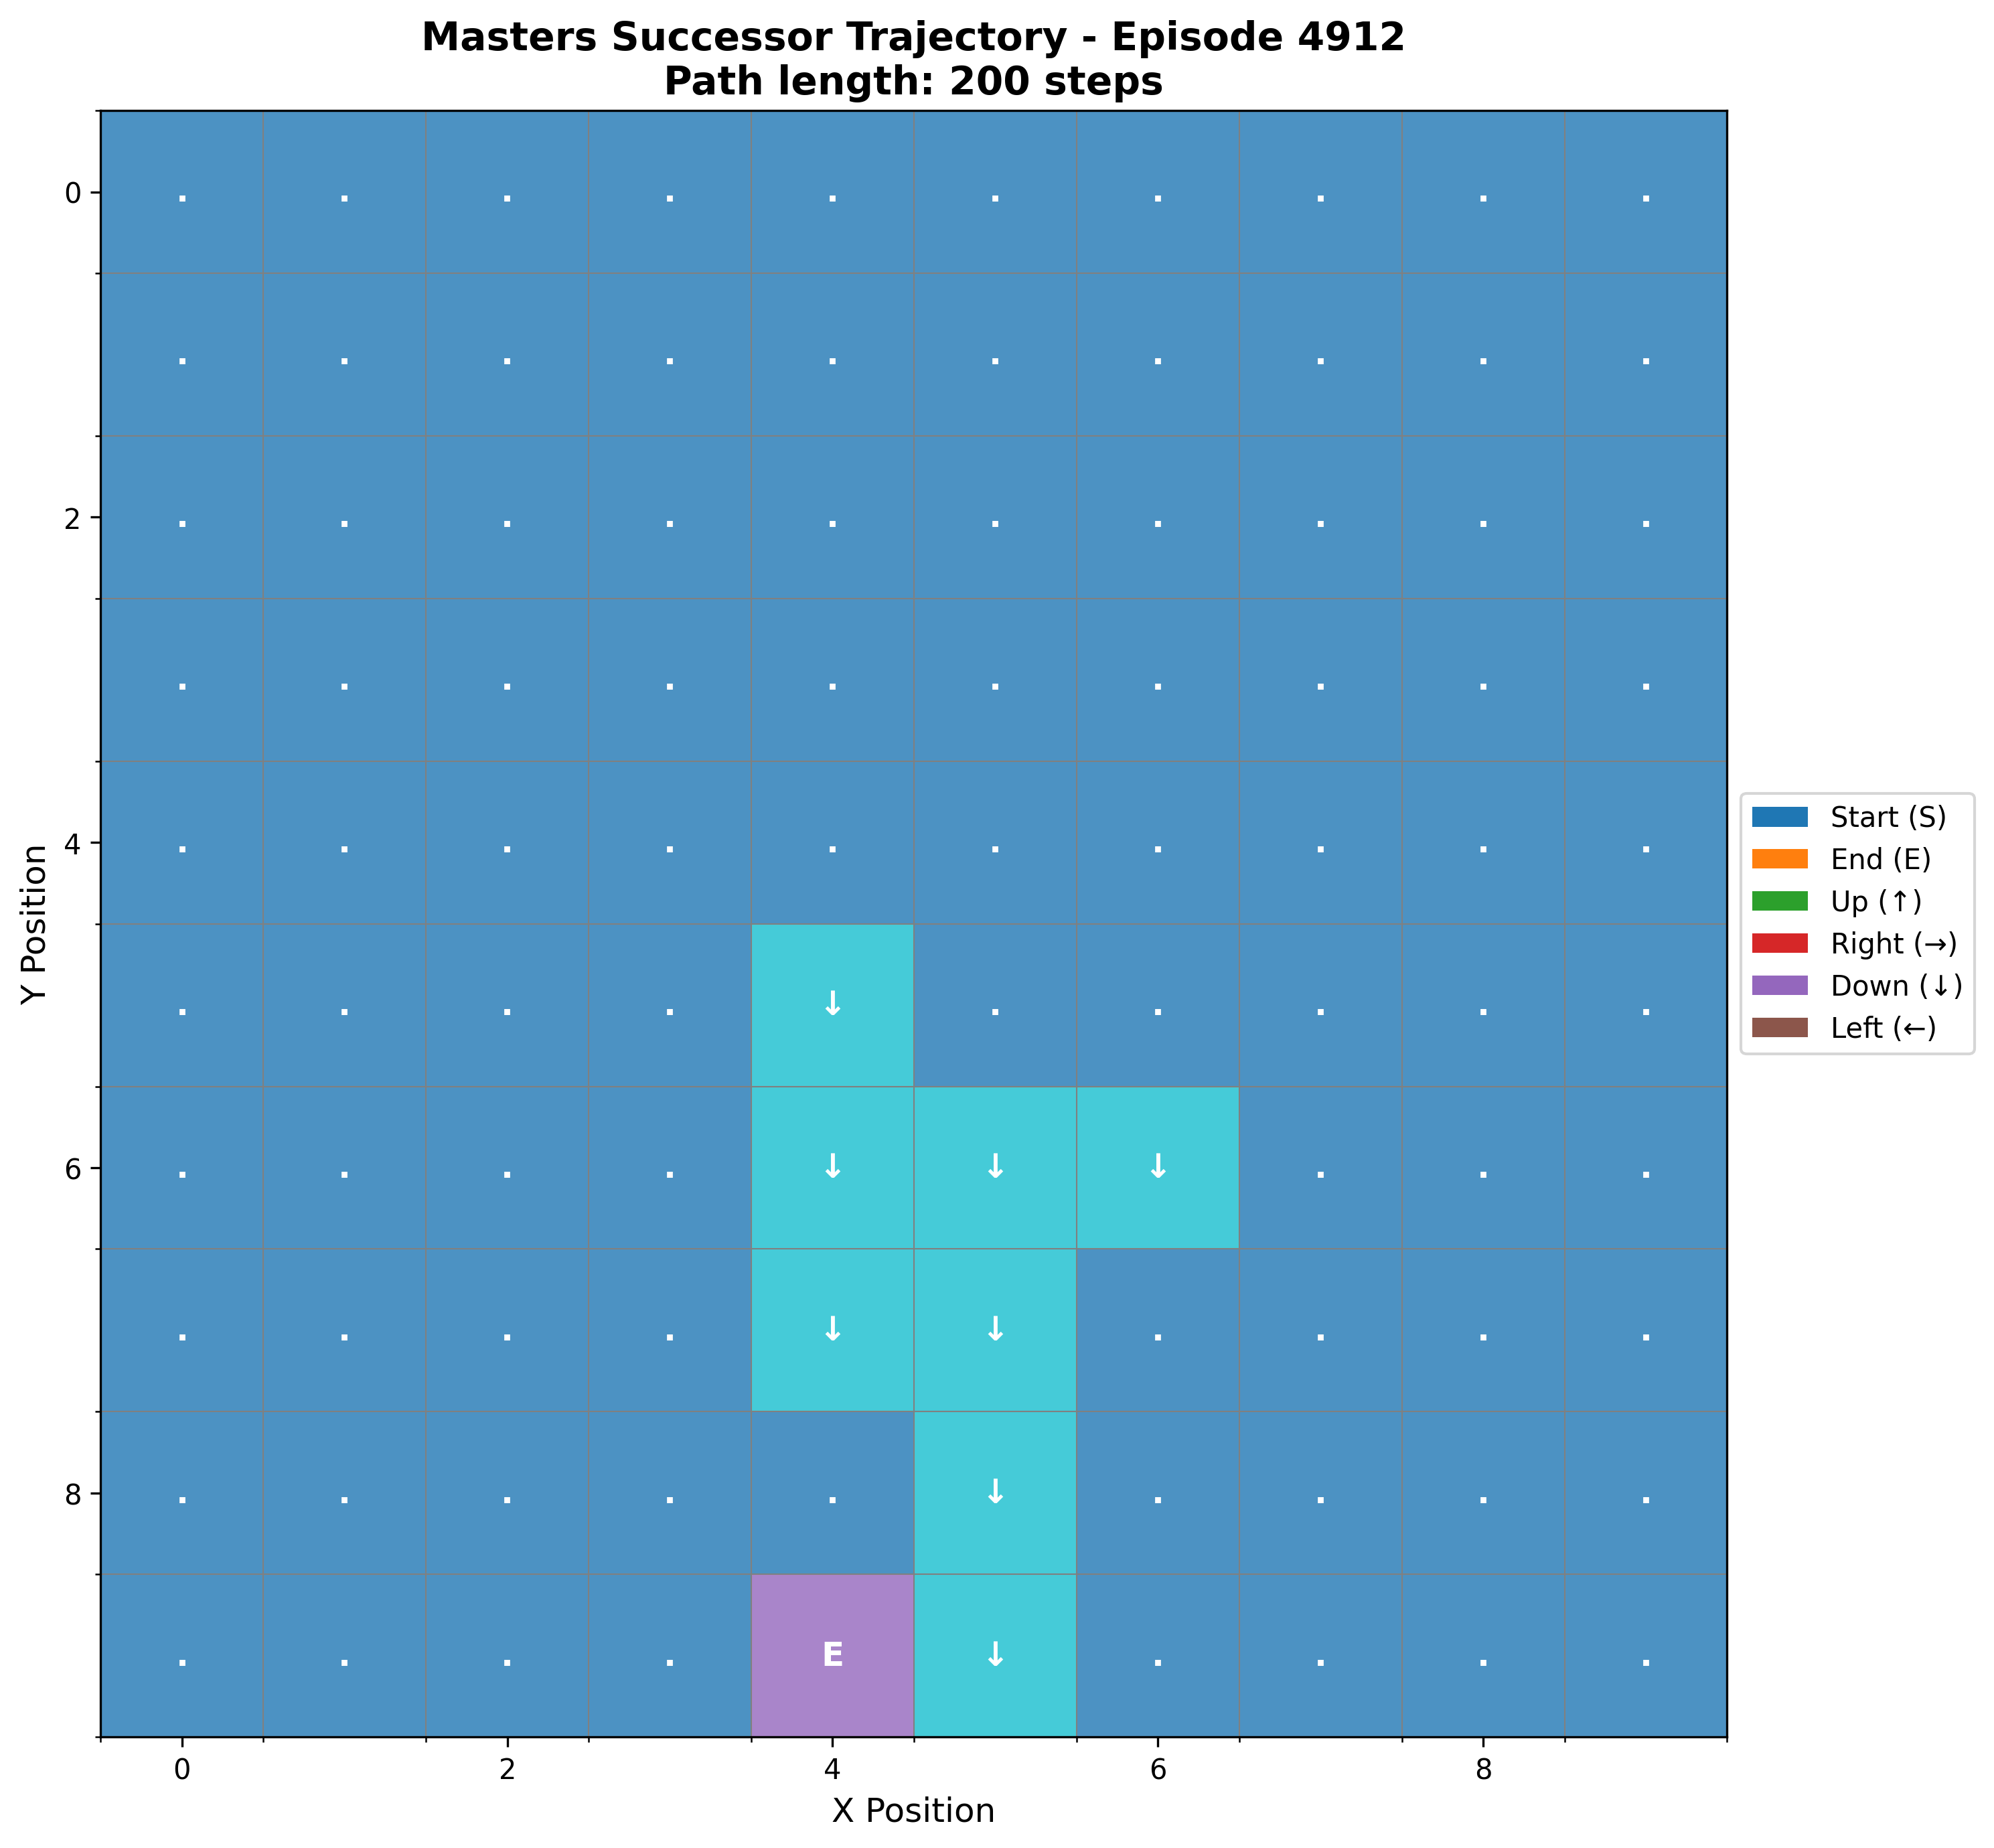 Masters Successor Trajectory - Episode 4912
Path length: 200 steps
0
2
4
6
8
Y Position
. . . . . . . . . .
. . . . . . . . . .
. . . . . . . . . .
. . . . . . . . . .
. . . . . . . . . .
. . . . ↓ . . . . .
. . . . ↓ ↓ ↓ . . .
. . . . ↓ ↓ . . . .
. . . . . ↓ . . . .
. . . . E ↓ . . . .
0 2 4 6 8
X Position
Start (S)
End (E)
Up (↑)
Right (→)
Down (↓)
Left (←)